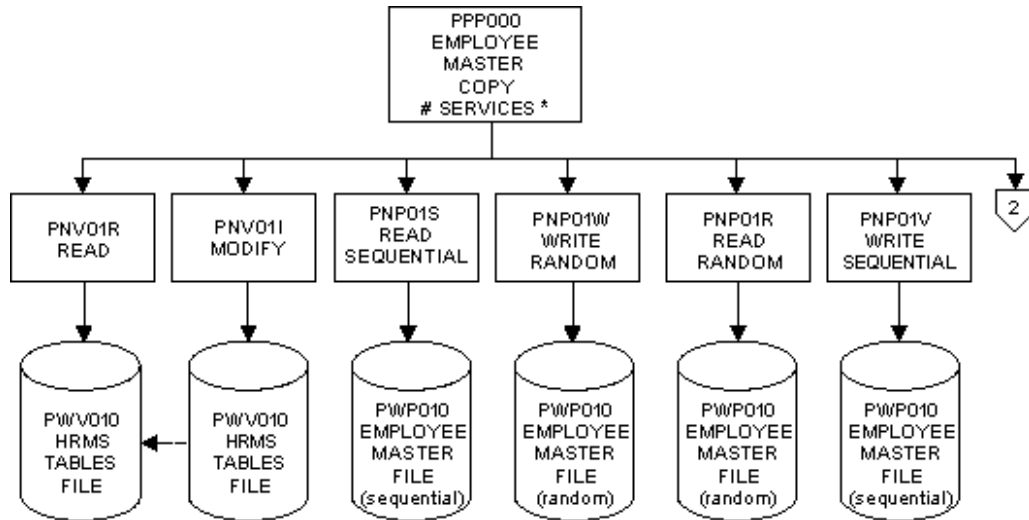 PPP000
EMPLOYEE
MASTER
COPY
# SERVICES *
PNV01R
READ
PNV01I
MODIFY
PNP01S
READ
SEQUENTIAL
PNP01W
WRITE
RANDOM
PNP01R
READ
RANDOM
PNP01V
WRITE
SEQUENTIAL
2
PWV010
HRMS
TABLES
FILE
PWV010
HRMS
TABLES
FILE
PWP010
EMPLOYEE
MASTER
FILE
(sequential)
PWP010
EMPLOYEE
MASTER
FILE
(random)
PWP010
EMPLOYEE
MASTER
FILE
(random)
PWP010
EMPLOYEE
MASTER
FILE
(sequential)